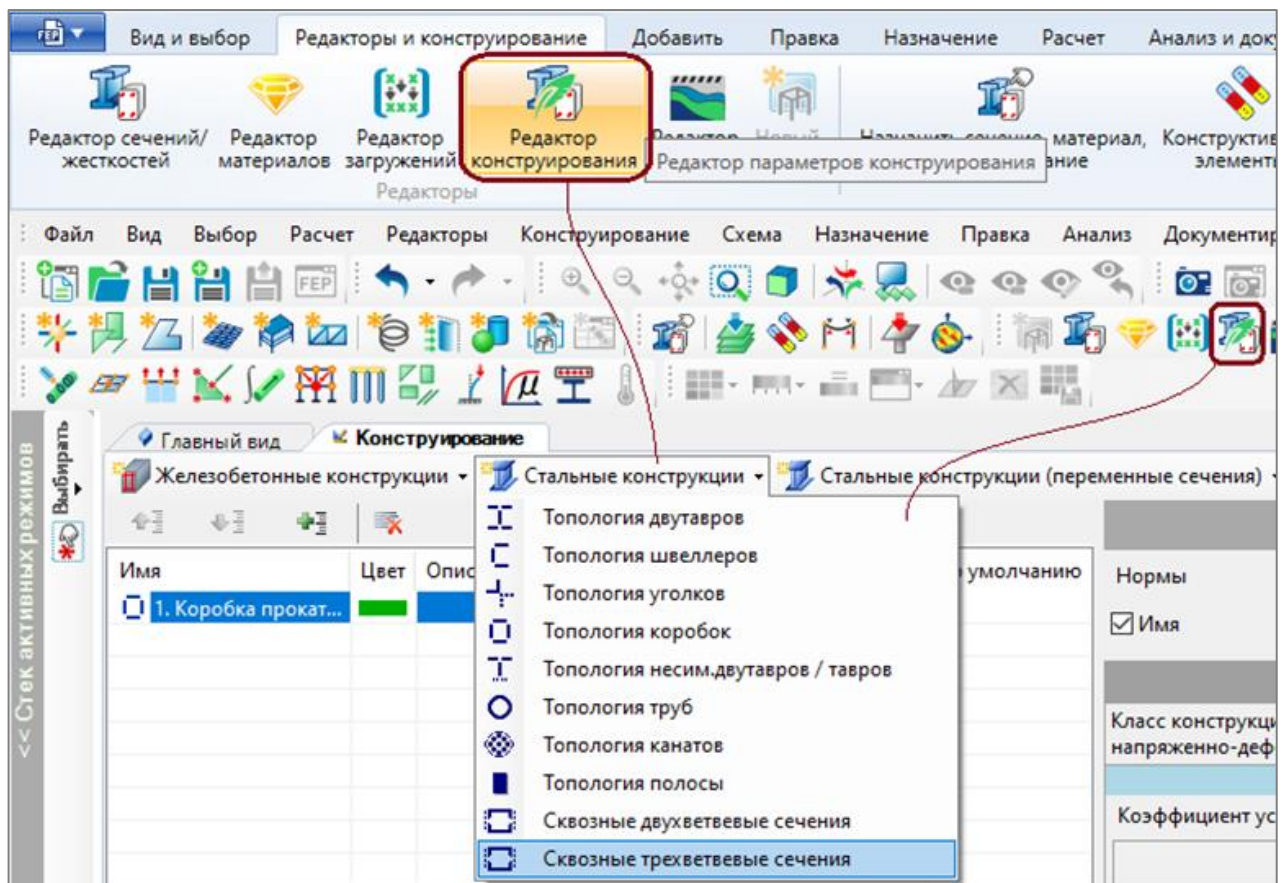 FEP
Вид и выбор Редакторы и конструирование Добавить Правка Назначение Расчет Анализ и док
Редактор сечений/ жесткостей
Редактор материалов
Редактор загружений
Редактор конструирования
материал,
Конструктив
элемент
Редактор параметров конструирования
ание
Редакторы
Файл Вид Выбор Расчет Редакторы Конструирование Схема Назначение Правка Анализ Документир
FEP
<< Стек активных режимов
Выбирать
Главный вид Конструирование
Железобетонные конструкции Стальные конструкции Стальные конструкции (переменные сечения)
Имя Цвет Опис умолчанию
1. Коробка прокат...
Топология двутавров
Топология швеллеров
Топология уголков
Топология коробок
Топология несим.двутавров / тавров
Топология труб
Топология канатов
Топология полосы
Сквозные двухветвевые сечения
Сквозные трехветвевые сечения
Нормы
Имя
Класс конструкци
напряженно-деф
Коэффициент ус